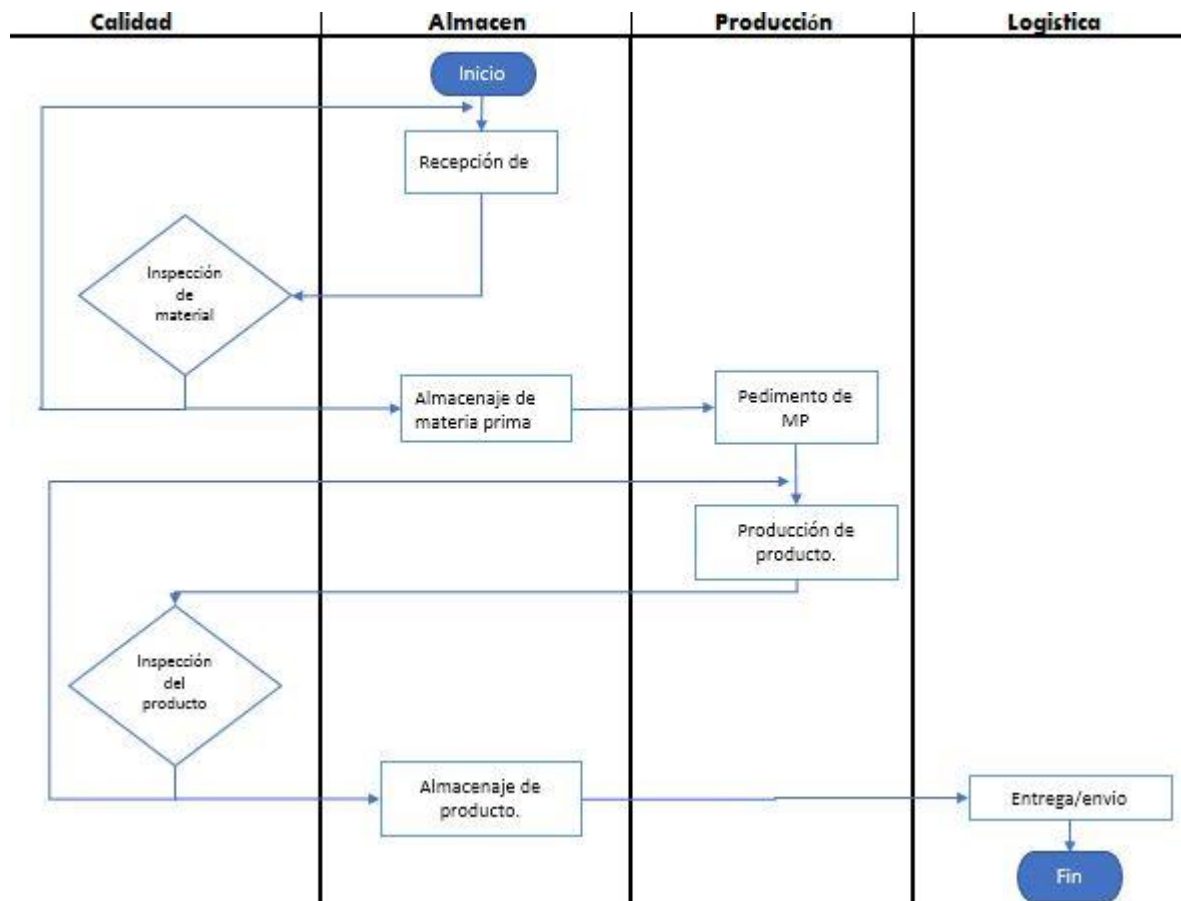 Calidad
Almacen
Producción
Logistica
Inicio
Recepción de
Inspección
de
material
Almacenaje de
materia prima
Pedimento de
MP
Producción de
producto.
Inspección
del
producto
Almacenaje de
producto.
Entrega/envio
Fin